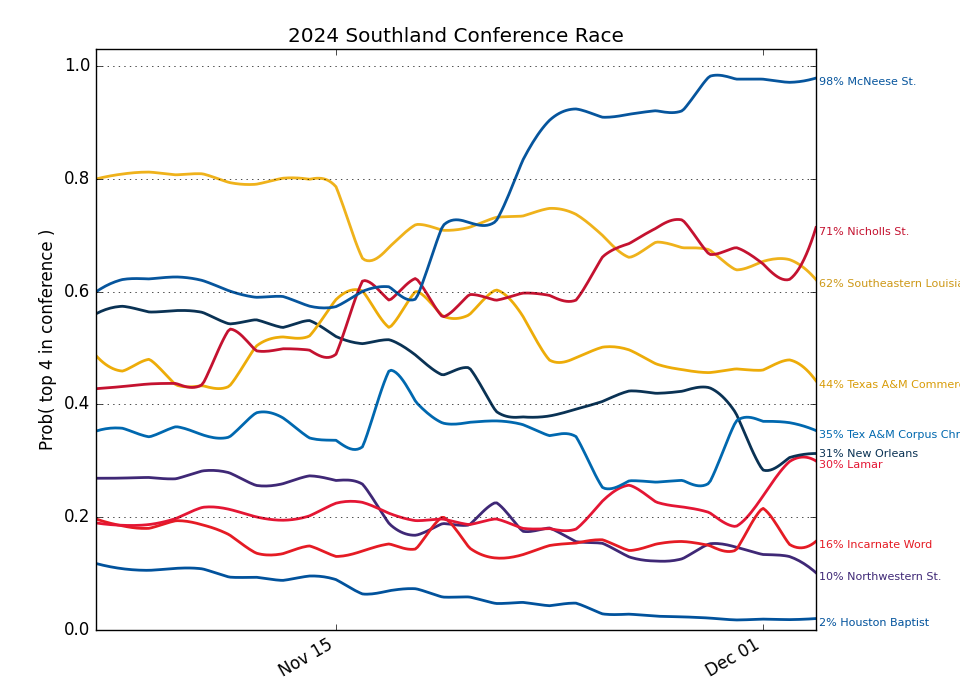 2024 Southland Conference Race
Prob( top 4 in conference )
1.0
0.8
0.6
0.4
0.2
0.0
Nov 15
Dec 01
98% McNeese St.
71% Nicholls St.
62% Southeastern Louisia
44% Texas A&M Commerc
35% Tex A&M Corpus Chr
31% New Orleans
30% Lamar
16% Incarnate Word
10% Northwestern St.
2% Houston Baptist